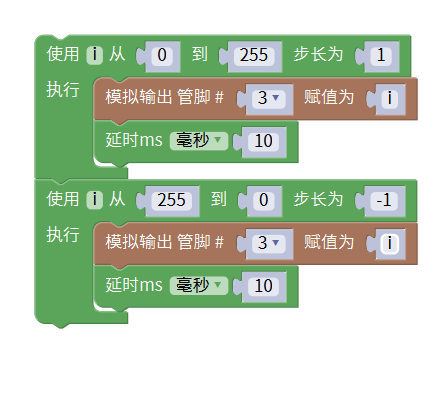 使用 i 从 0 到 255 步长为 1
执行 模拟输出 管脚 # 3 赋值为 i
延时ms 毫秒 10
使用 i 从 255 到 0 步长为 -1
执行 模拟输出 管脚 # 3 赋值为 i
延时ms 毫秒 10